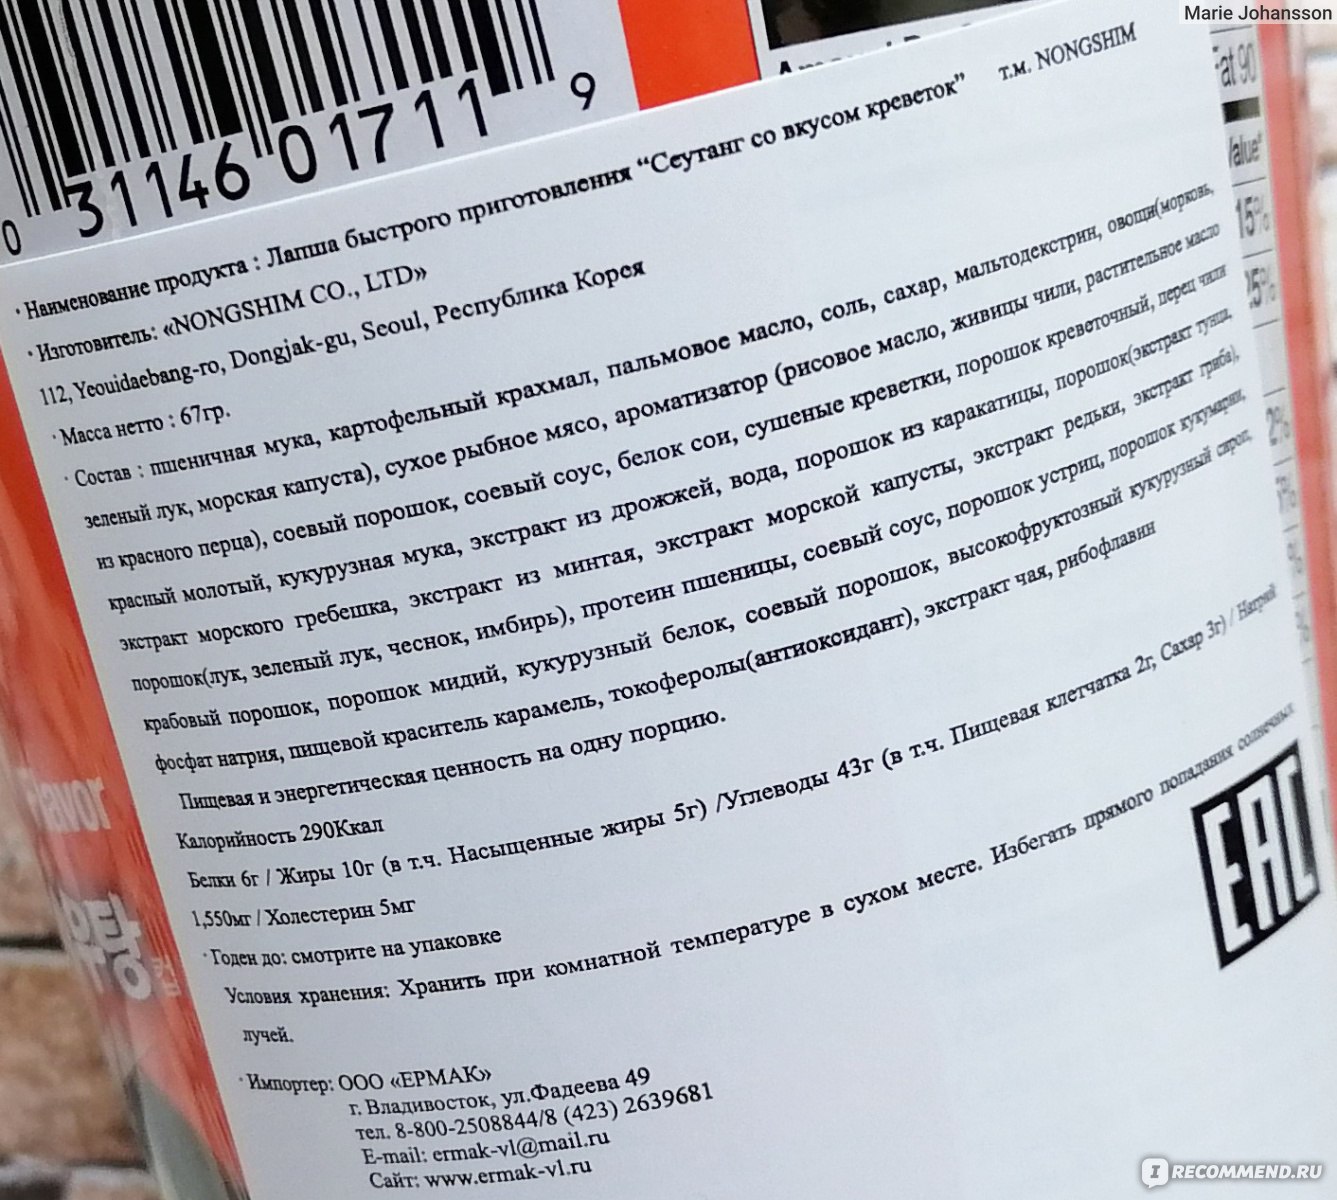 Marie Johansson
0 31146 01711 9
Fat 90
Value*
15%
25%
2%
· Наименование продукта : Лапша быстрого приготовления “Сеутанг со вкусом креветок” т.м. NONGSHIM
· Изготовитель: «NONGSHIM CO., LTD»
112, Yeouidaebang-ro, Dongjak-gu, Seoul, Республика Корея
· Масса нетто : 67гр.
· Состав : пшеничная мука, картофельный крахмал, пальмовое масло, соль, сахар, мальтодекстрин, овощи(морковь,
зеленый лук, морская капуста), сухое рыбное мясо, ароматизатор (рисовое масло, живицы чили, растительное масло
из красного перца), соевый порошок, соевый соус, белок сои, сушеные креветки, порошок креветочный, перец чили
красный молотый, кукурузная мука, экстракт из дрожжей, вода, порошок из каракатицы, порошок(экстракт тунца,
экстракт морского гребешка, экстракт из минтая, экстракт морской капусты, экстракт редьки, экстракт гриба),
порошок(лук, зеленый лук, чеснок, имбирь), протеин пшеницы, соевый соус, порошок устриц, порошок кукумарии,
крабовый порошок, порошок мидий, кукурузный белок, соевый порошок, высокофруктозный кукурузный сироп,
фосфат натрия, пищевой краситель карамель, токоферолы(антиоксидант), экстракт чая, рибофлавин
Пищевая и энергетическая ценность на одну порцию.
Калорийность 290Ккал
Белки 6г / Жиры 10г (в т.ч. Насыщенные жиры 5г) /Углеводы 43г (в т.ч. Пищевая клетчатка 2г, Сахар 3г) / Натрий
1,550мг / Холестерин 5мг
· Годен до: смотрите на упаковке
Условия хранения: Хранить при комнатной температуре в сухом месте. Избегать прямого попадания солнечных
лучей.
EAC
· Импортер: ООО «ЕРМАК»
г. Владивосток, ул.Фадеева 49
тел. 8-800-2508844/8 (423) 2639681
E-mail: ermak-vl@mail.ru
Сайт: www.ermak-vl.ru
Flavor
I RECOMMEND.RU